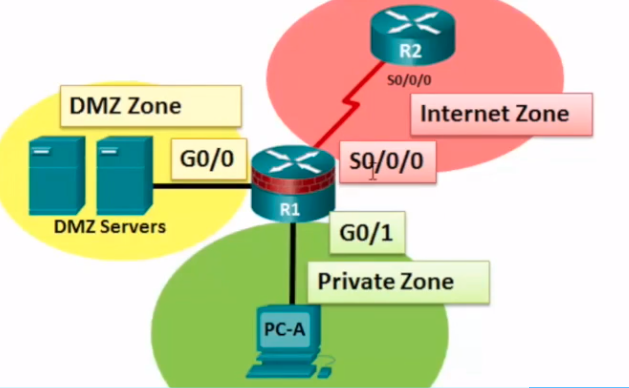 R2
S0/0/0
DMZ Zone
Internet Zone
G0/0
S0/0/0
DMZ Servers
R1
G0/1
Private Zone
PC-A